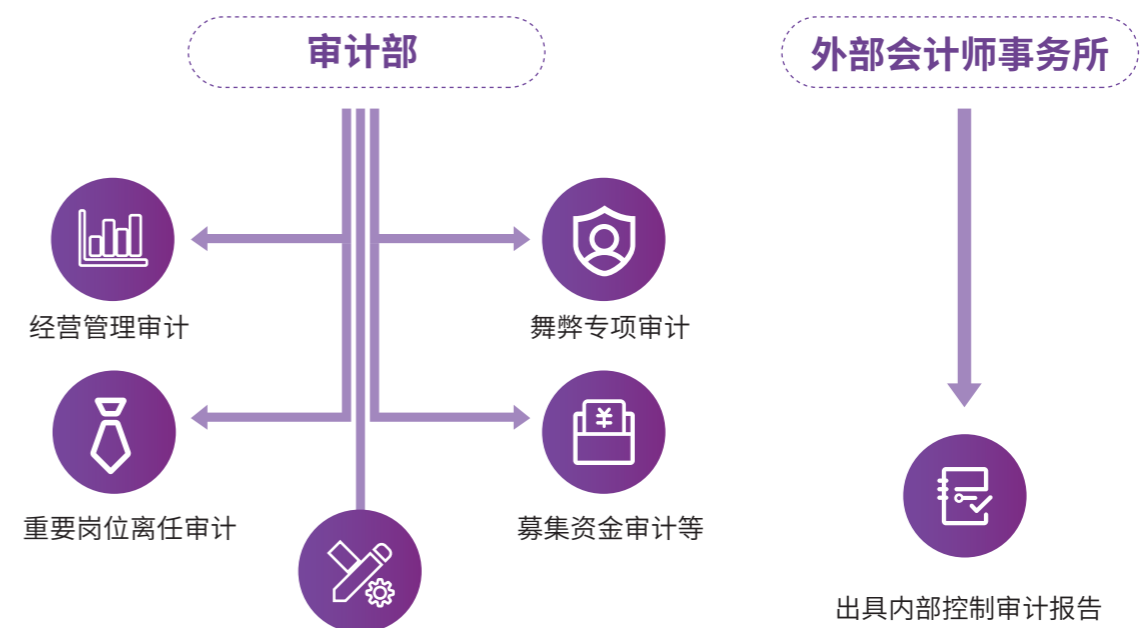 审计部
外部会计师事务所
经营管理审计
舞弊专项审计
重要岗位离任审计
募集资金审计等
¥
出具内部控制审计报告